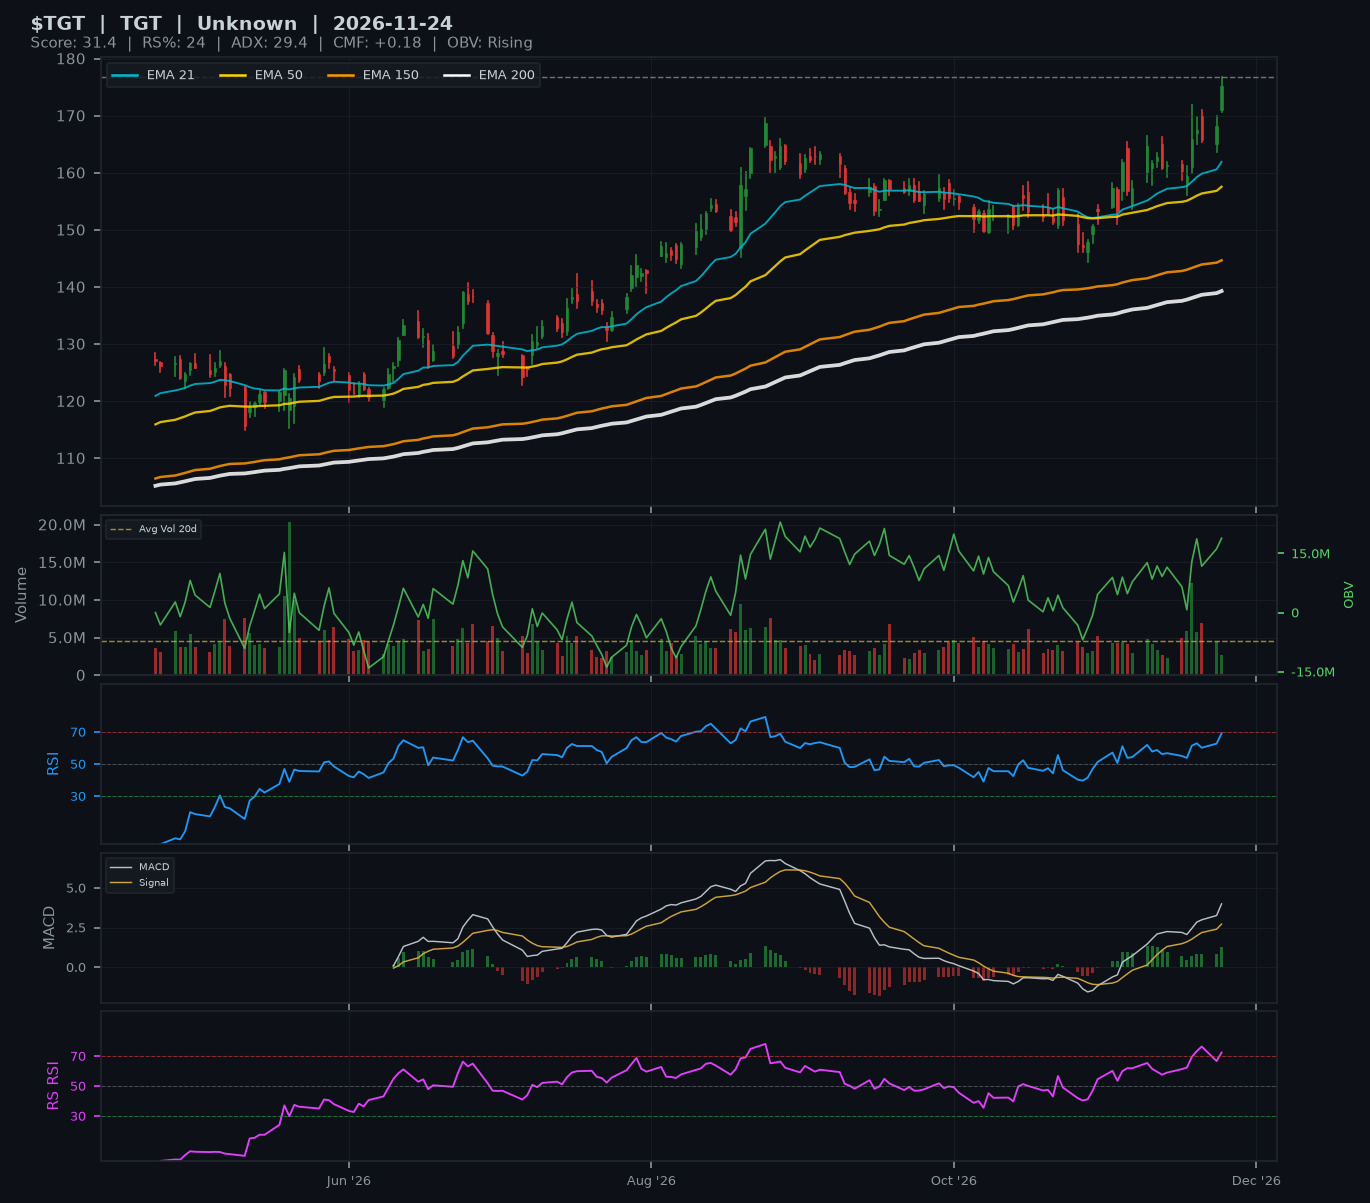 $TGT | TGT | Unknown | 2026-11-24
Score: 31.4 | RS%: 24 | ADX: 29.4 | CMF: +0.18 | OBV: Rising
EMA 21 EMA 50 EMA 150 EMA 200
180
170
160
150
140
130
120
110
Avg Vol 20d
20.0M
15.0M
10.0M
5.0M
0
Volume
15.0M
0
-15.0M
OBV
70
50
30
RSI
MACD
Signal
5.0
2.5
0.0
MACD
70
50
30
RS RSI
Jun '26 Aug '26 Oct '26 Dec '26